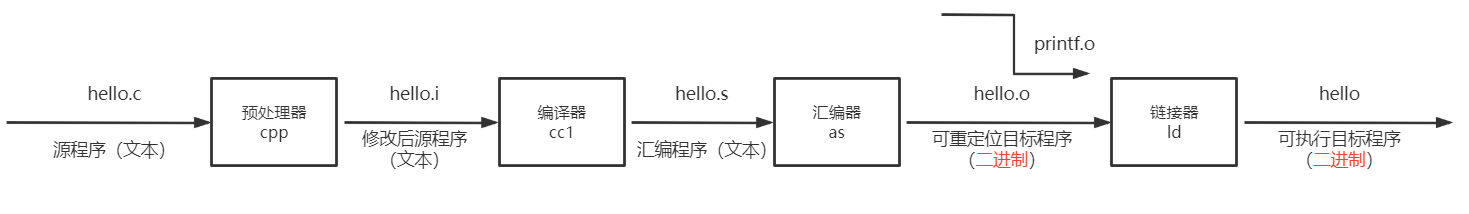 printf.o
hello.c
预处理器
cpp
hello.i
编译器
cc1
hello.s
汇编器
as
hello.o
链接器
ld
hello
源程序（文本）
修改后源程序
（文本）
汇编程序（文本）
可重定位目标程序
（二进制）
可执行目标程序
（二进制）